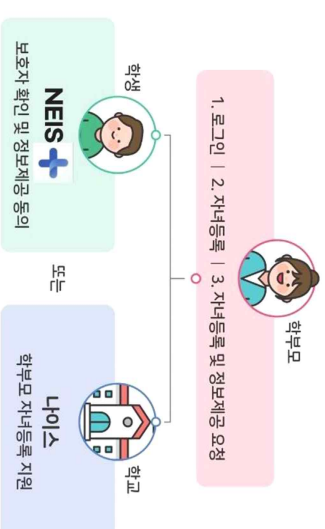 학부모
1. 로그인 | 2. 자녀등록 | 3. 자녀등록 및 정보제공 요청
학생
NEIS+
보호자 확인 및 정보제공 동의
또는
학교
나이스
학부모 자녀등록 지원